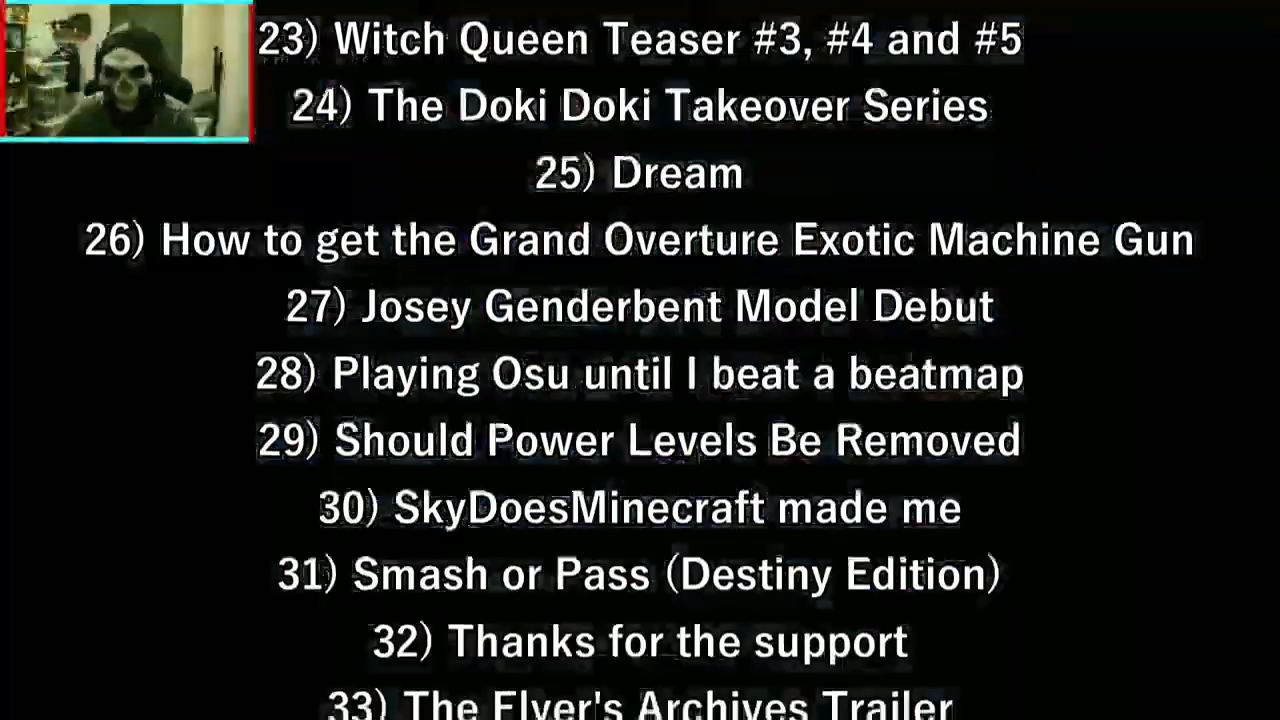 23) Witch Queen Teaser #3, #4 and #5
24) The Doki Doki Takeover Series
25) Dream
26) How to get the Grand Overture Exotic Machine Gun
27) Josey Genderbent Model Debut
28) Playing Osu until I beat a beatmap
29) Should Power Levels Be Removed
30) SkyDoesMinecraft made me
31) Smash or Pass (Destiny Edition)
32) Thanks for the support
33) The Flyer's Archives Trailer